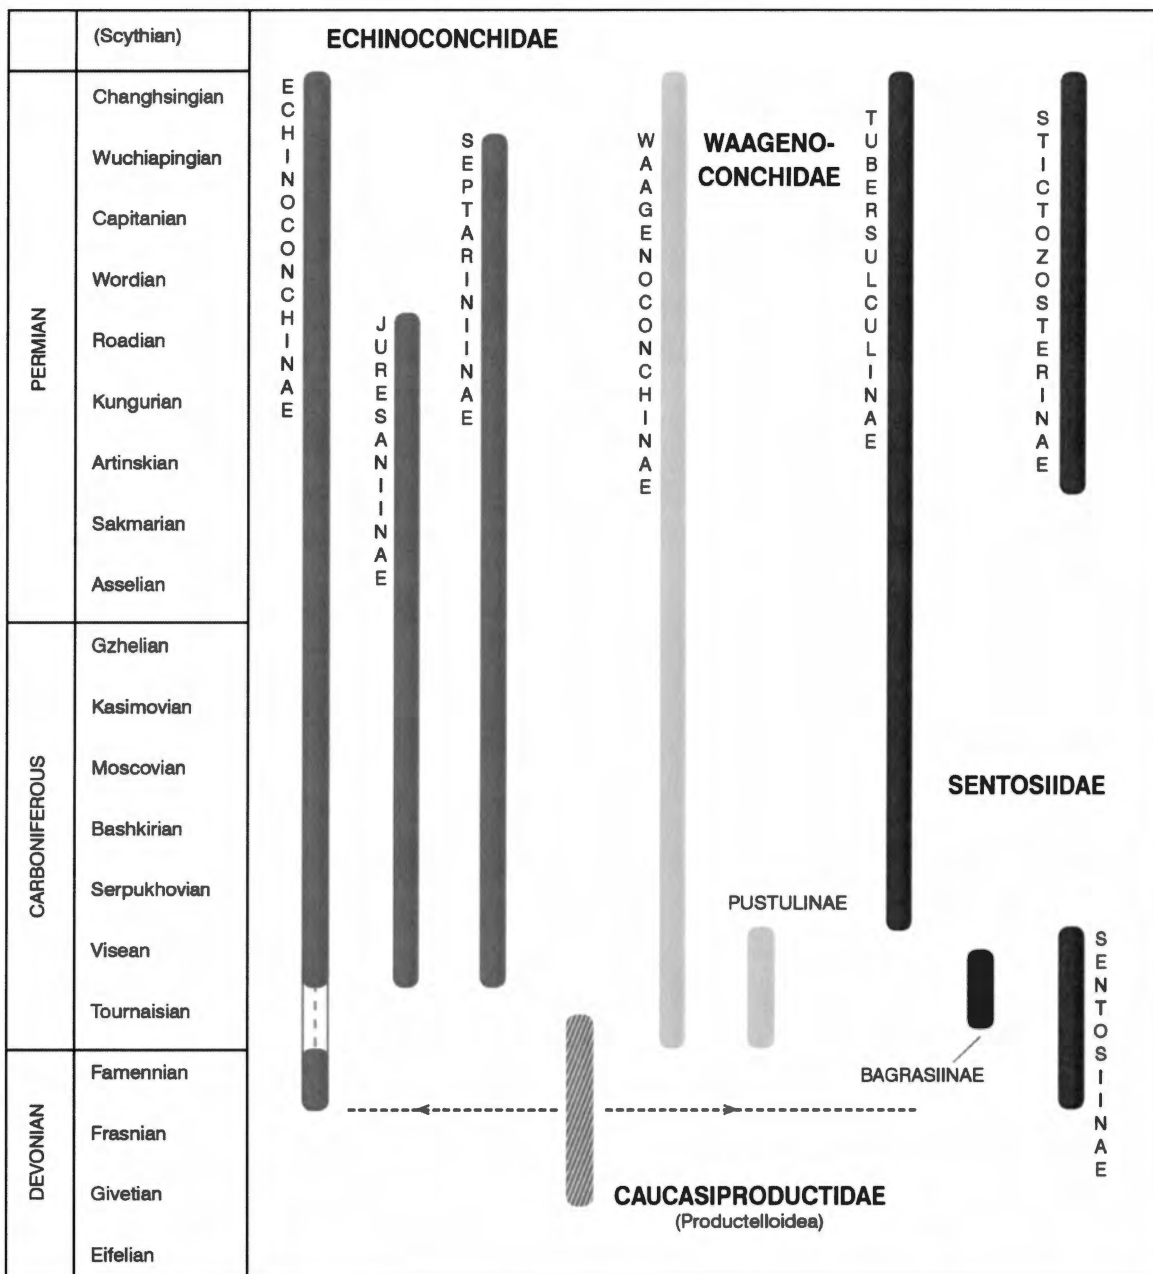 (Scythian)
Changhsingian
Wuchiapingian
Capitanian
Wordian
Roadian
Kungurian
Artinskian
Sakmarian
Asselian
Gzhelian
Kasimovian
Moscovian
Bashkirian
Serpukhovian
Visean
Tournaisian
Famennian
Frasnian
Givetian
Eifelian
PERMIAN
CARBONIFEROUS
DEVONIAN
ECHINOCONCHIDAE
ECHINOCONCHINAE
JURESANIINAE
SEPTARINIINAE
WAAGENOCONCHINAE
WAAGENO-
CONCHIDAE
TUBERSULCULINAE
STICTOZOSTERINAE
SENTOSIIDAE
PUSTULINAE
BAGRASIINAE
SENTOSIINAE
CAUCASIPRODUCTIDAE
(Productelloidea)